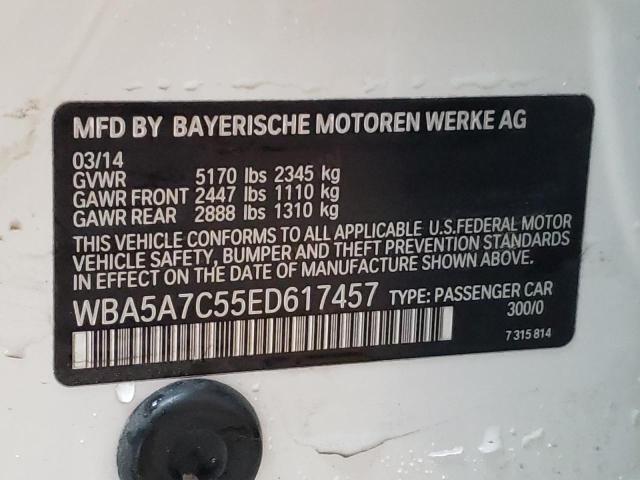 MFD BY BAYERISCHE MOTOREN WERKE AG
03/14
GVWR 5170 lbs 2345 kg
GAWR FRONT 2447 lbs 1110 kg
GAWR REAR 2888 lbs 1310 kg
THIS VEHICLE CONFORMS TO ALL APPLICABLE U.S.FEDERAL MOTOR
VEHICLE SAFETY, BUMPER AND THEFT PREVENTION STANDARDS
IN EFFECT ON THE DATE OF MANUFACTURE SHOWN ABOVE.
WBA5A7C55ED617457 TYPE: PASSENGER CAR
300/0
7 315 814